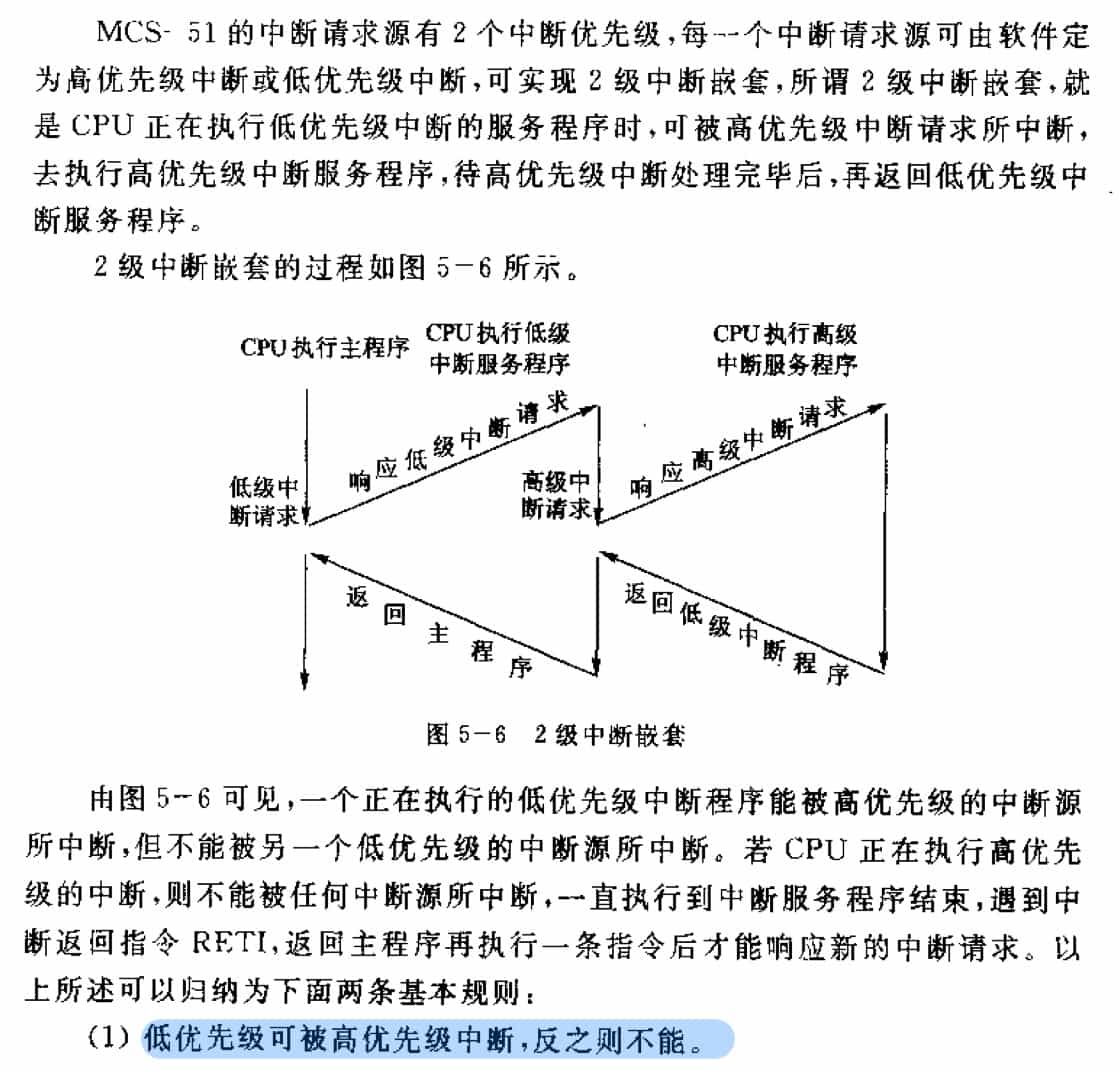 MCS- 51 的中断请求源有 2 个中断优先级,每一个中断请求源可由软件定
为高优先级中断或低优先级中断,可实现 2 级中断嵌套,所谓 2 级中断嵌套,就
是 CPU 正在执行低优先级中断的服务程序时,可被高优先级中断请求所中断,
去执行高优先级中断服务程序,待高优先级中断处理完毕后,再返回低优先级中
断服务程序。
2 级中断嵌套的过程如图 5-6 所示。
CPU执行主程序
CPU执行低级
中断服务程序
CPU执行高级
中断服务程序
响应低级中断请求
响应高级中断请求
低级中
断请求
高级中
断请求
返回主程序
返回低级中断程序
图 5-6 2级中断嵌套
由图 5-6 可见,一个正在执行的低优先级中断程序能被高优先级的中断源
所中断,但不能被另一个低优先级的中断源所中断。若 CPU 正在执行高优先
级的中断,则不能被任何中断源所中断,一直执行到中断服务程序结束,遇到中
断返回指令 RETI,返回主程序再执行一条指令后才能响应新的中断请求。以
上所述可以归纳为下面两条基本规则:
(1) 低优先级可被高优先级中断,反之则不能。